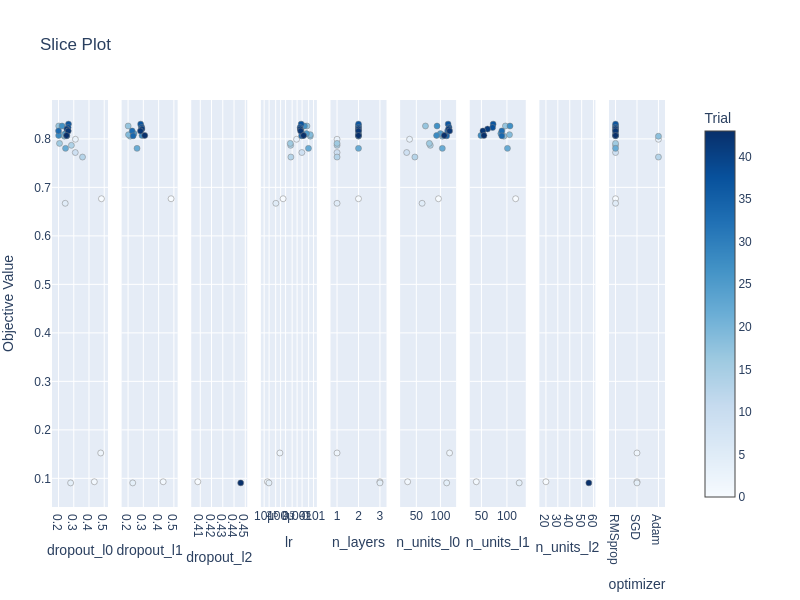 Slice Plot
Trial
Objective Value
0.8
0.7
0.6
0.5
0.4
0.3
0.2
0.1
40
35
30
25
20
15
10
5
0
0.2 0.3 0.4 0.5
0.2 0.3 0.4 0.5
0.41 0.42 0.43 0.44 0.45
1 2 3
50 100
50 100
20 30 40 50 60
RMSprop SGD Adam
dropout_l0 dropout_l1 dropout_l2 lr n_layers n_units_l0 n_units_l1 n_units_l2 optimizer